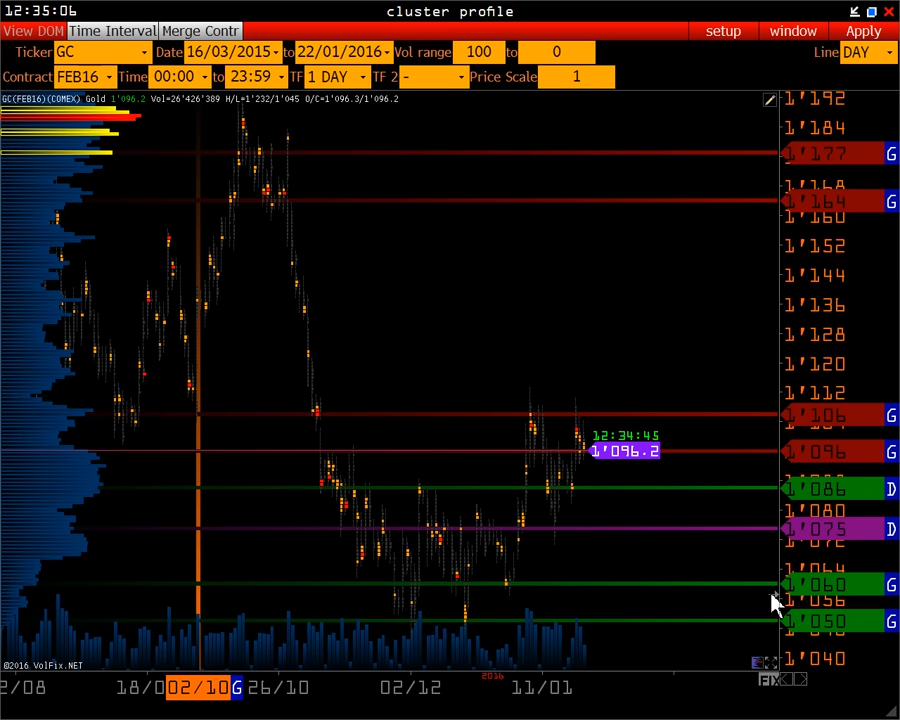 12:35:06 cluster profile
View DOM Time Interval Merge Contr setup window Apply
Ticker GC Date 16/03/2015 to 22/01/2016 Vol range 100 to 0 Line DAY
Contract FEB16 Time 00:00 to 23:59 TF 1 DAY TF 2 - Price Scale 1
GC(FEB16)(COMEX) Gold 1'096.2 Vol=26'426'389 H/L=1'232/1'045 O/C=1'096.3/1'096.2
1'192
1'184
1'177 G
1'168
1'164 G
1'160
1'152
1'144
1'136
1'128
1'120
1'112
1'106 G
12:34:45
1'096.2 1'096 G
1'086 D
1'080
1'075 D
1'072
1'064
1'060 G
1'056
1'050 G
1'040
©2016 VolFix.NET
2016 FIX
2/08 18/0 02/10 G 26/10 02/12 11/01